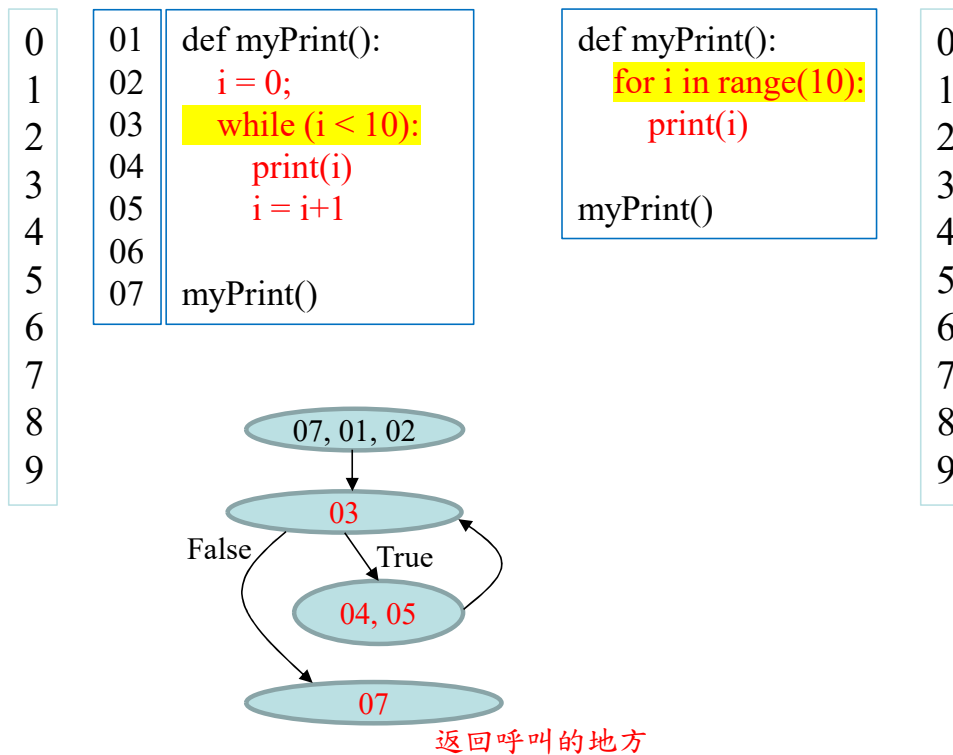 0
1
2
3
4
5
6
7
8
9
01 def myPrint():
02 i = 0;
03 while (i < 10):
04 print(i)
05 i = i+1
06
07 myPrint()
def myPrint():
for i in range(10):
print(i)
myPrint()
0
1
2
3
4
5
6
7
8
9
07, 01, 02
03
False
True
04, 05
07
返回呼叫的地方